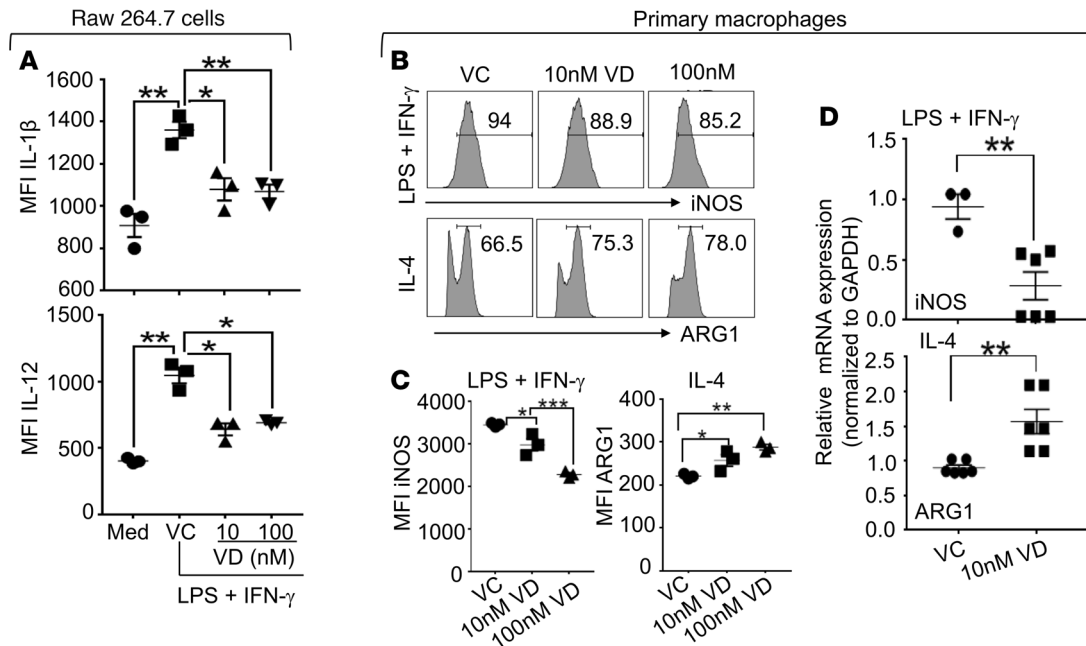 Raw 264.7 cells
Primary macrophages
A
**
**
*
MFI IL-1β
1600
1400
1200
1000
800
600
*
**
*
MFI IL-12
1500
1000
500
0
Med
VC
10
100
VD (nM)
LPS + IFN-γ
B
VC
10nM VD
100nM
LPS + IFN-γ
94
88.9
85.2
iNOS
IL-4
66.5
75.3
78.0
ARG1
C
LPS + IFN-γ
MFI iNOS
4000
3000
2000
1000
0
*
***
VC
10nM VD
100nM VD
IL-4
MFI ARG1
400
300
200
100
0
**
*
VC
10nM VD
100nM VD
D
LPS + IFN-γ
**
Relative mRNA expression
(normalized to GAPDH)
1.5
1.0
0.5
0.0
iNOS
IL-4
**
2.5
2.0
1.5
1.0
0.5
0.0
ARG1
VC
10nM VD